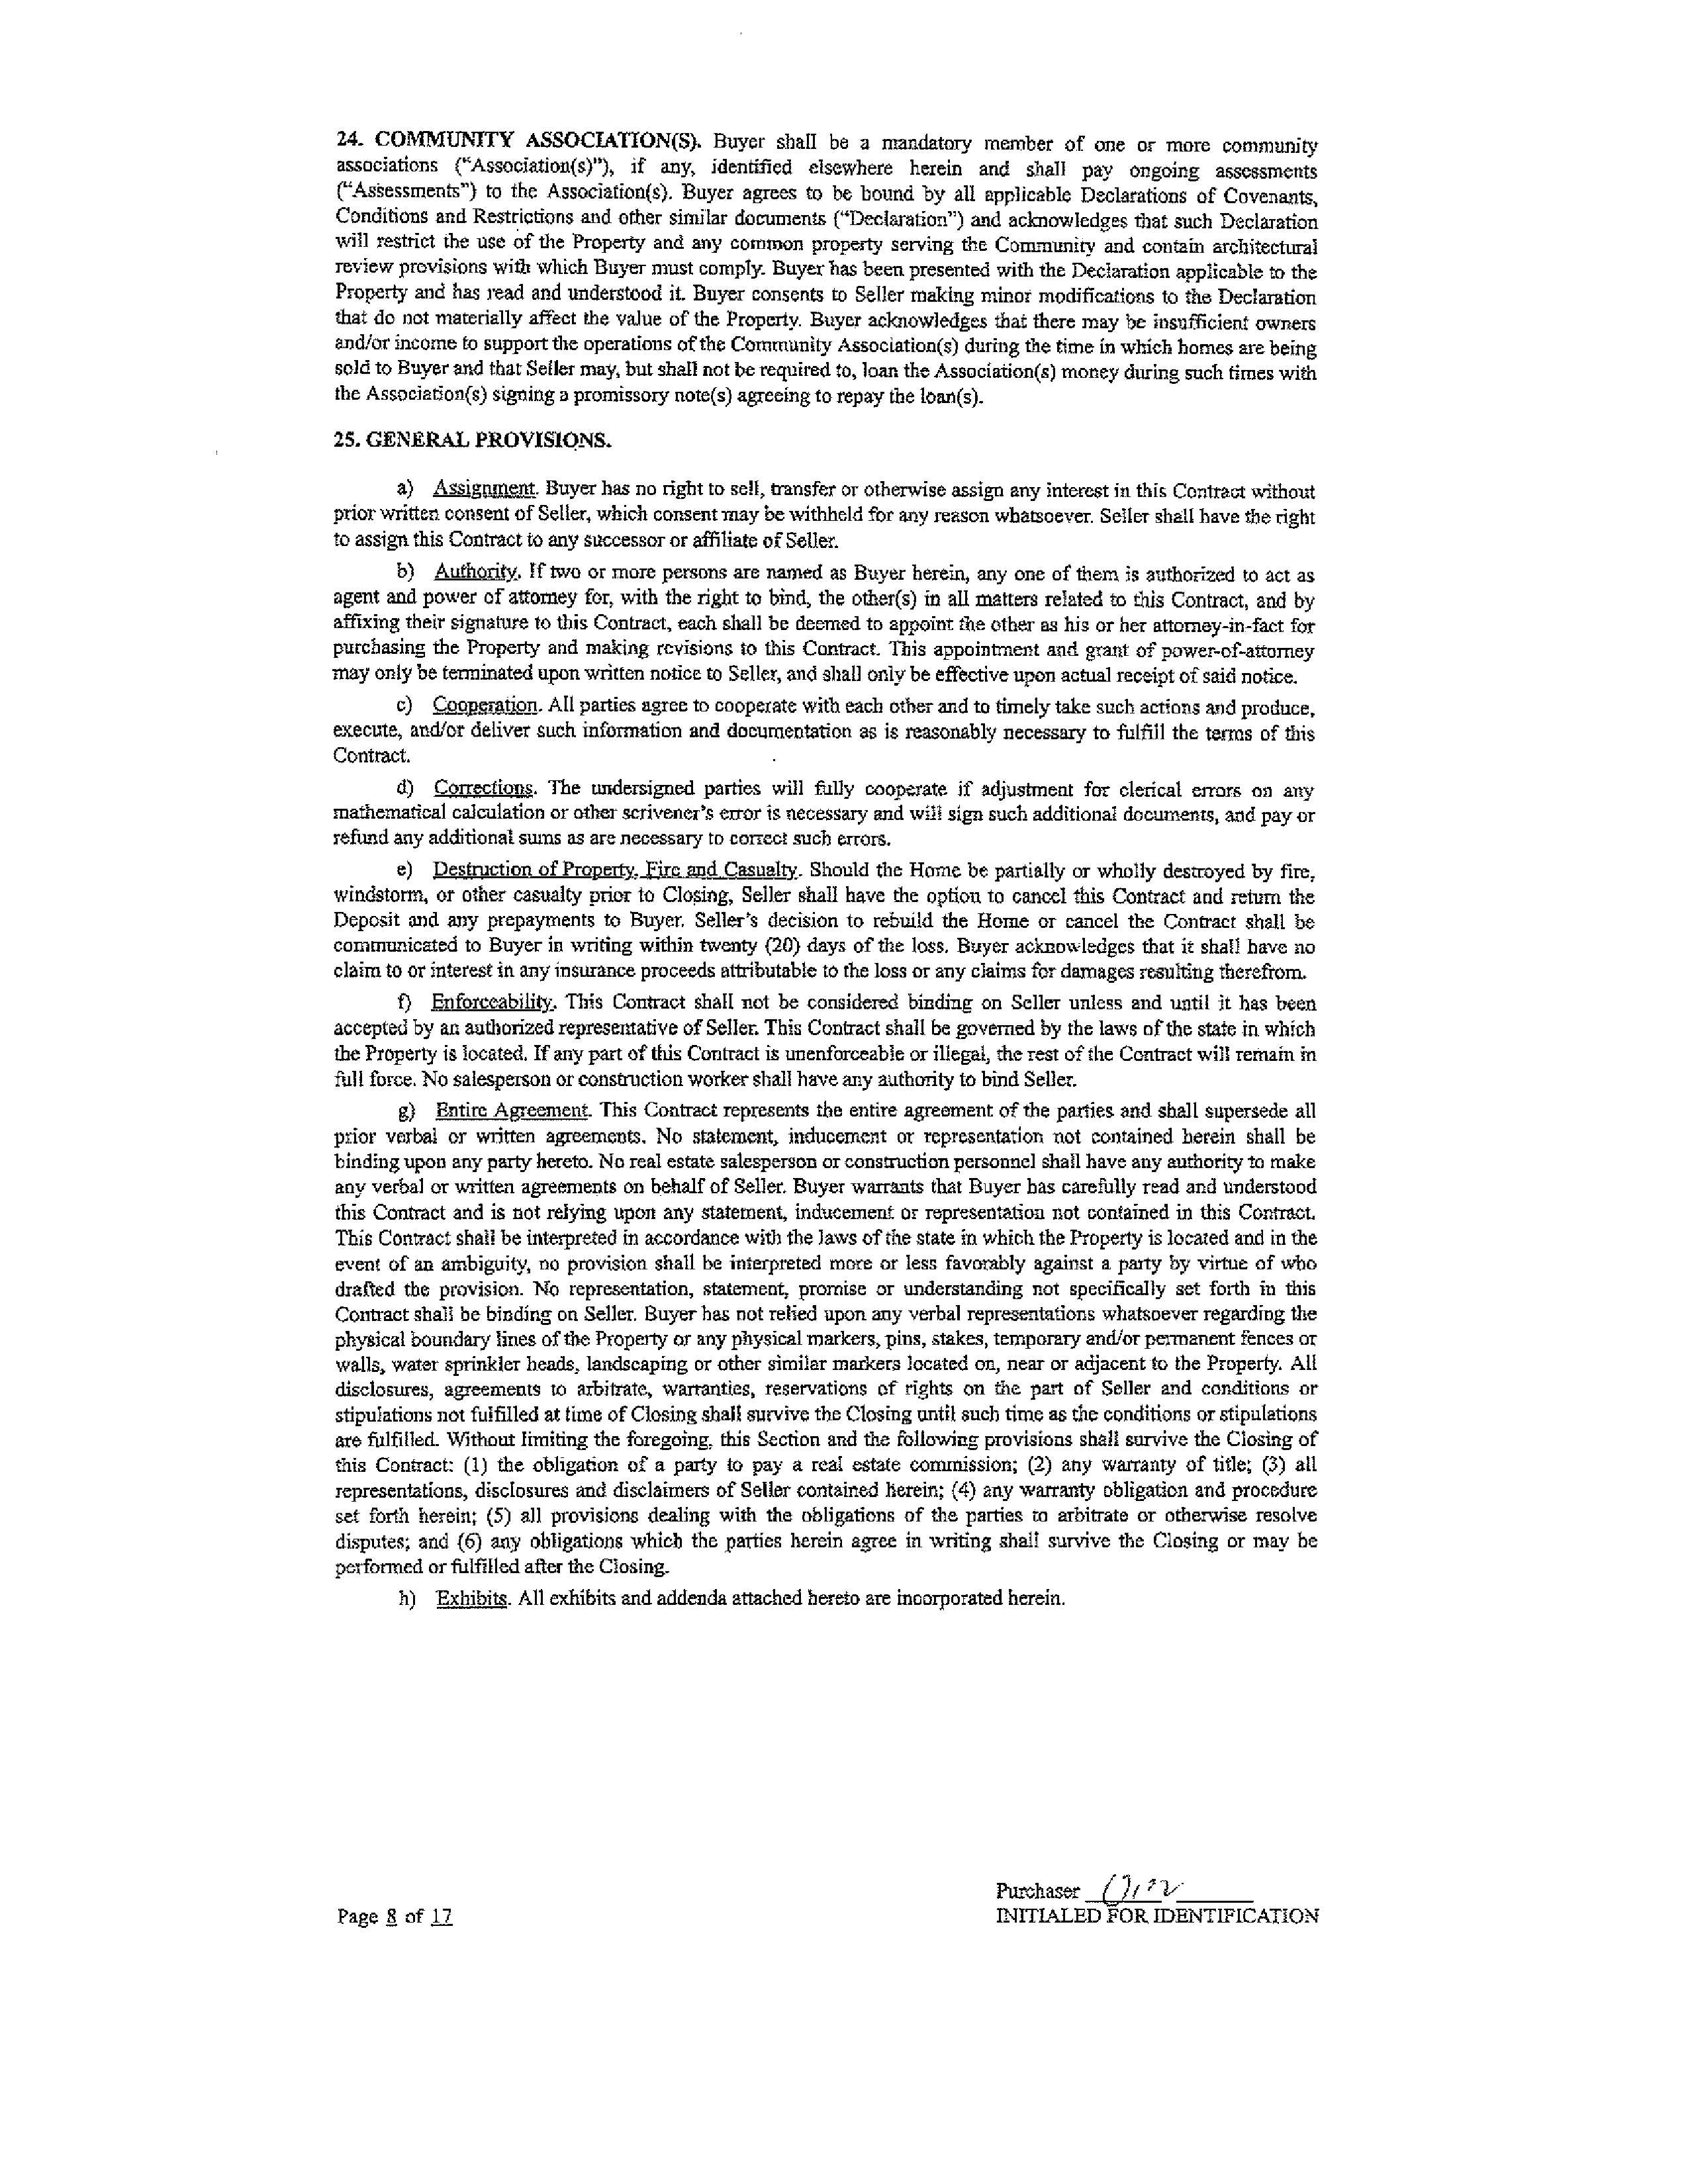 24. COMMUNITY ASSOCIATION(S). Buyer shall be a mandatory member of one or more community
associations ("Association(s)"), if any, identified elsewhere herein and shall pay ongoing assessments
("Assessments") to the Association(s). Buyer agrees to be bound by all applicable Declarations of Covenants,
Conditions and Restrictions and other similar documents ("Declaration") and acknowledges that such Declaration
will restrict the use of the Property and any common property serving the Community and contain architectural
review provisions with which Buyer must comply. Buyer has been presented with the Declaration applicable to the
Property and has read and understood it. Buyer consents to Seller making minor modifications to the Declaration
that do not materially affect the value of the Property. Buyer acknowledges that there may be insufficient owners
and/or income to support the operations of the Community Association(s) during the time in which homes are being
sold to Buyer and that Seller may, but shall not be required to, loan the Association(s) money during such times with
the Association(s) signing a promissory note(s) agreeing to repay the loan(s).
25. GENERAL PROVISIONS.
a) Assignment. Buyer has no right to sell, transfer or otherwise assign any interest in this Contract without
prior written consent of Seller, which consent may be withheld for any reason whatsoever. Seller shall have the right
to assign this Contract to any successor or affiliate of Seller.
b) Authority. If two or more persons are named as Buyer herein, any one of them is authorized to act as
agent and power of attorney for, with the right to bind, the other(s) in all matters related to this Contract, and by
affixing their signature to this Contract, each shall be deemed to appoint the other as his or her attorney-in-fact for
purchasing the Property and making revisions to this Contract. This appointment and grant of power-of-attorney
may only be terminated upon written notice to Seller, and shall only be effective upon actual receipt of said notice.
c) Cooperation. All parties agree to cooperate with each other and to timely take such actions and produce,
execute, and/or deliver such information and documentation as is reasonably necessary to fulfill the terms of this
Contract.
d) Corrections. The undersigned parties will fully cooperate if adjustment for clerical errors on any
mathematical calculation or other scrivener's error is necessary and will sign such additional documents, and pay or
refund any additional sums as are necessary to correct such errors.
e) Destruction of Property, Fire and Casualty. Should the Home be partially or wholly destroyed by fire,
windstorm, or other casualty prior to Closing, Seller shall have the option to cancel this Contract and return the
Deposit and any prepayments to Buyer. Seller's decision to rebuild the Home or cancel the Contract shall be
communicated to Buyer in writing within twenty (20) days of the loss. Buyer acknowledges that it shall have no
claim to or interest in any insurance proceeds attributable to the loss or any claims for damages resulting therefrom.
f) Enforceability. This Contract shall not be considered binding on Seller unless and until it has been
accepted by an authorized representative of Seller. This Contract shall be governed by the laws of the state in which
the Property is located. If any part of this Contract is unenforceable or illegal, the rest of the Contract will remain in
full force. No salesperson or construction worker shall have any authority to bind Seller.
g) Entire Agreement. This Contract represents the entire agreement of the parties and shall supersede all
prior verbal or written agreements. No statement, inducement or representation not contained herein shall be
binding upon any party hereto. No real estate salesperson or construction personnel shall have any authority to make
any verbal or written agreements on behalf of Seller. Buyer warrants that Buyer has carefully read and understood
this Contract and is not relying upon any statement, inducement or representation not contained in this Contract.
This Contract shall be interpreted in accordance with the laws of the state in which the Property is located and in the
event of an ambiguity, no provision shall be interpreted more or less favorably against a party by virtue of who
drafted the provision. No representation, statement, promise or understanding not specifically set forth in this
Contract shall be binding on Seller. Buyer has not relied upon any verbal representations whatsoever regarding the
physical boundary lines of the Property or any physical markers, pins, stakes, temporary and/or permanent fences or
walls, water sprinkler heads, landscaping or other similar markers located on, near or adjacent to the Property. All
disclosures, agreements to arbitrate, warranties, reservations of rights on the part of Seller and conditions or
stipulations not fulfilled at time of Closing shall survive the Closing until such time as the conditions or stipulations
are fulfilled. Without limiting the foregoing, this Section and the following provisions shall survive the Closing of
this Contract: (1) the obligation of a party to pay a real estate commission; (2) any warranty of title; (3) all
representations, disclosures and disclaimers of Seller contained herein; (4) any warranty obligation and procedure
set forth herein; (5) all provisions dealing with the obligations of the parties to arbitrate or otherwise resolve
disputes; and (6) any obligations which the parties herein agree in writing shall survive the Closing or may be
performed or fulfilled after the Closing.
h) Exhibits. All exhibits and addenda attached hereto are incorporated herein.
Purchaser
Page 8 of 17 INITIALED FOR IDENTIFICATION